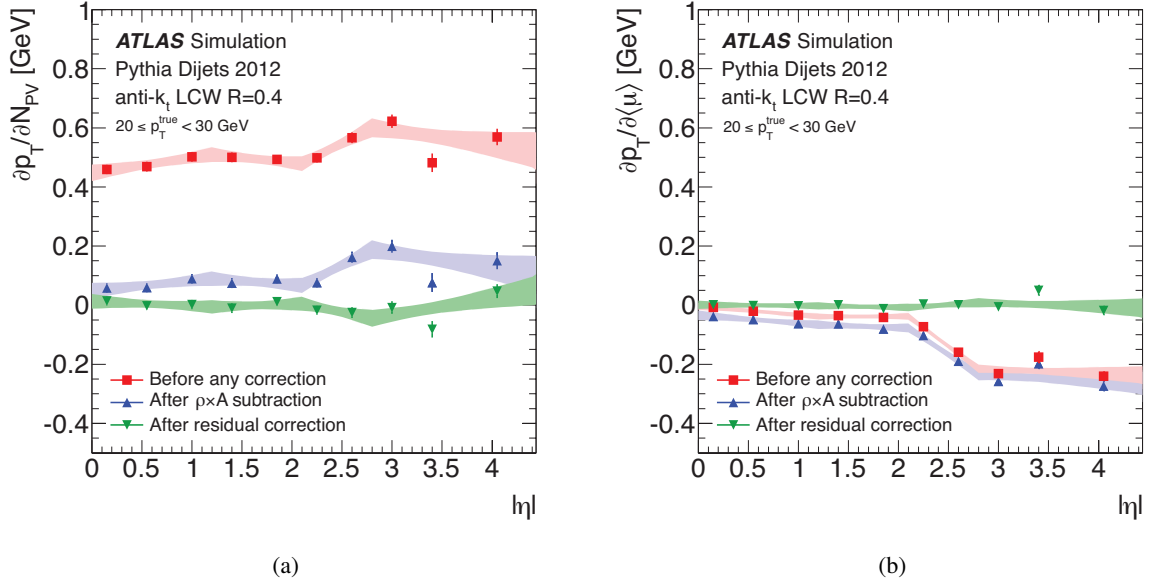 ATLAS Simulation
Pythia Dijets 2012
anti-k_t LCW R=0.4
20 ≤ p_T^true < 30 GeV
∂p_T/∂N_PV [GeV]
1
0.8
0.6
0.4
0.2
0
-0.2
-0.4
Before any correction
After ρ×A subtraction
After residual correction
0 0.5 1 1.5 2 2.5 3 3.5 4
|η|
(a)
ATLAS Simulation
Pythia Dijets 2012
anti-k_t LCW R=0.4
20 ≤ p_T^true < 30 GeV
∂p_T/∂⟨μ⟩ [GeV]
1
0.8
0.6
0.4
0.2
0
-0.2
-0.4
Before any correction
After ρ×A subtraction
After residual correction
0 0.5 1 1.5 2 2.5 3 3.5 4
|η|
(b)